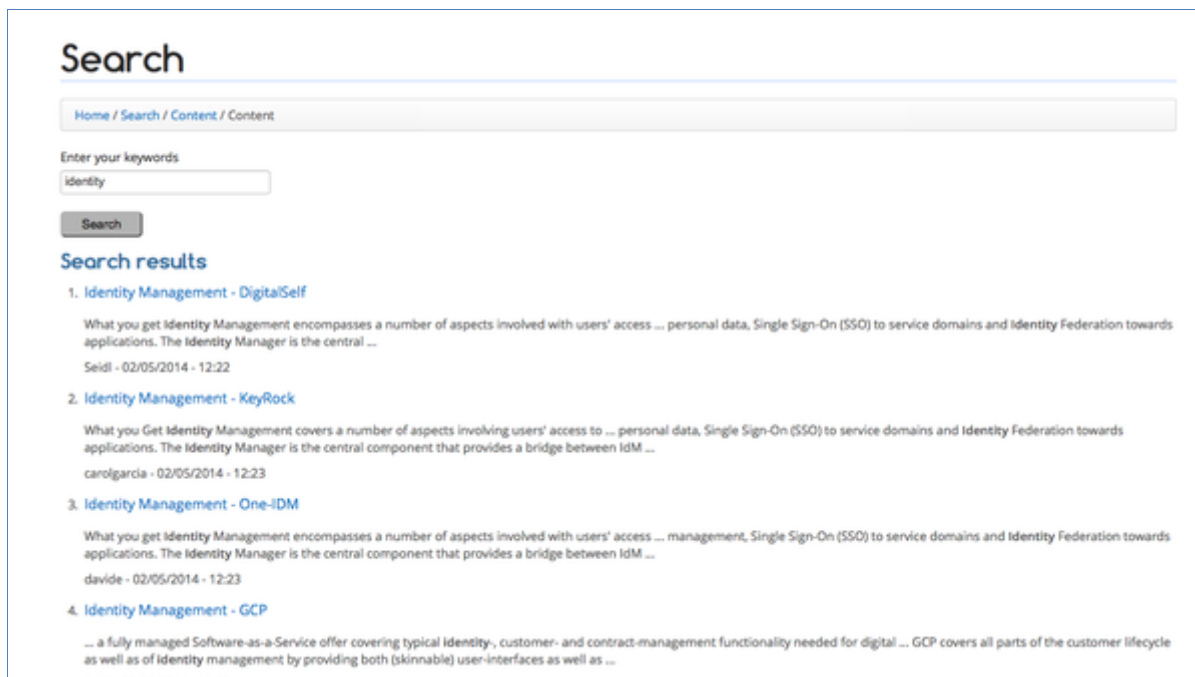 Search
Home / Search / Content / Content
Enter your keywords
identity
Search
Search results
1. Identity Management - DigitalSelf
What you get Identity Management encompasses a number of aspects involved with users' access ... personal data, Single Sign-On (SSO) to service domains and Identity Federation towards
applications. The Identity Manager is the central ...
Seidl - 02/05/2014 - 12:22
2. Identity Management - KeyRock
What you Get Identity Management covers a number of aspects involving users' access to ... personal data, Single Sign-On (SSO) to service domains and Identity Federation towards
applications. The Identity Manager is the central component that provides a bridge between IdM ...
carolgarcia - 02/05/2014 - 12:23
3. Identity Management - One-IDM
What you get Identity Management encompasses a number of aspects involved with users' access ... management, Single Sign-On (SSO) to service domains and Identity Federation towards
applications. The Identity Manager is the central component that provides a bridge between IdM ...
davide - 02/05/2014 - 12:23
4. Identity Management - GCP
... a fully managed Software-as-a-Service offer covering typical identity-, customer- and contract-management functionality needed for digital ... GCP covers all parts of the customer lifecycle
as well as of identity management by providing both (skinnable) user-interfaces as well as ...